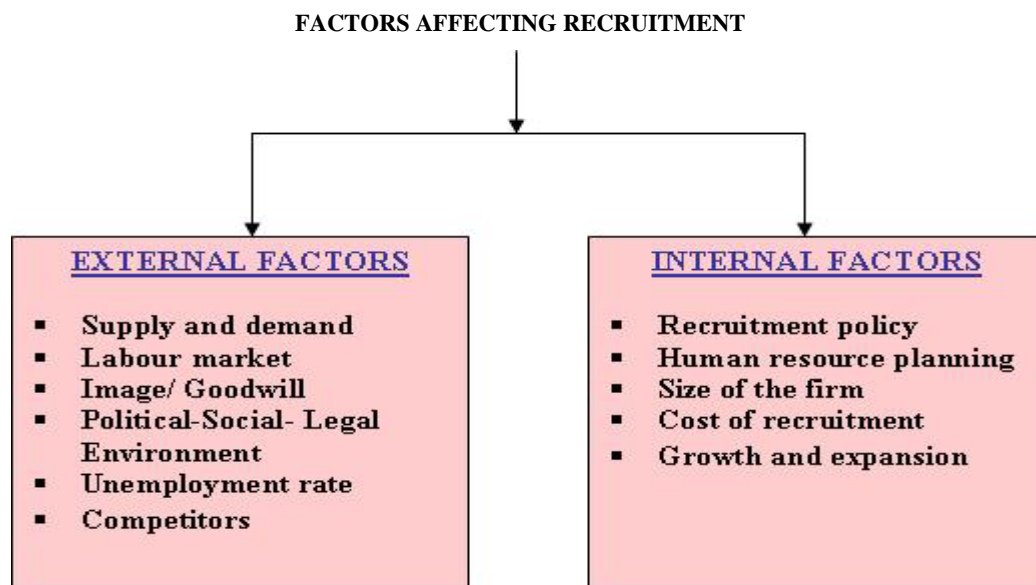 FACTORS AFFECTING RECRUITMENT
EXTERNAL FACTORS
▪ Supply and demand
▪ Labour market
▪ Image/ Goodwill
▪ Political-Social- Legal
Environment
▪ Unemployment rate
▪ Competitors
INTERNAL FACTORS
▪ Recruitment policy
▪ Human resource planning
▪ Size of the firm
▪ Cost of recruitment
▪ Growth and expansion